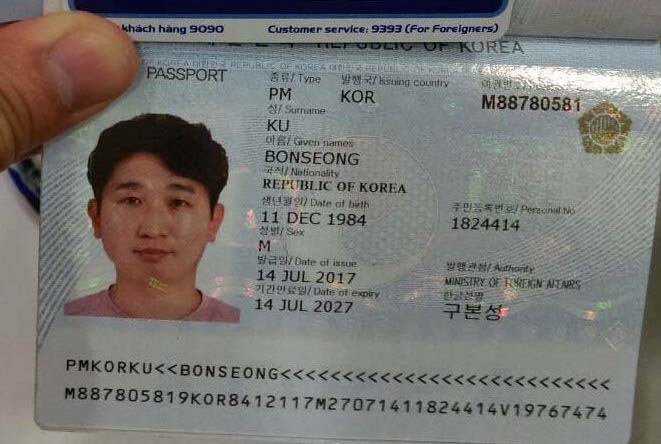 khách hàng 9090 Customer service: 9393 (For Foreigners)
REPUBLIC OF KOREA
PASSPORT
종류/ Type 발행국/ Issuing country 여권번호/
PM KOR M88780581
성/ Surname
KU
이름/ Given names
BONSEONG
국적/ Nationality
REPUBLIC OF KOREA
생년월일/ Date of birth 주민등록번호/ Personal No
11 DEC 1984 1824414
성별/ Sex
M
발급일/ Date of issue 발행관청/ Authority
14 JUL 2017 MINISTRY OF FOREIGN AFFAIRS
기간만료일/ Date of expiry 한글성명
14 JUL 2027 구본성
PMKORKU<<BONSEONG<<<<<<<<<<<<<<<<<<<<<<<<<<<
M887805819KOR8412117M27071411824414V19767474